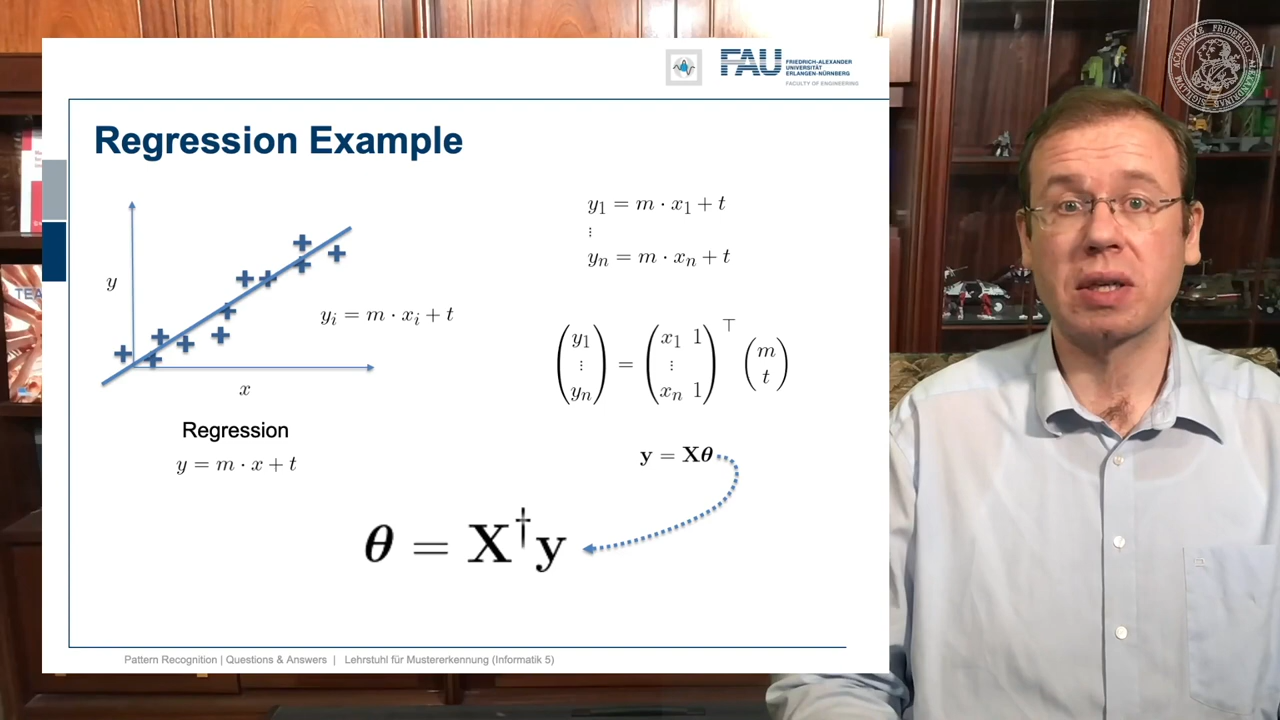 FAU
FRIEDRICH-ALEXANDER
UNIVERSITÄT
ERLANGEN-NÜRNBERG
FACULTY OF ENGINEERING
Regression Example
y
x
y_i = m · x_i + t
Regression
y = m · x + t
y_1 = m · x_1 + t
⋮
y_n = m · x_n + t
(y_1 ⋮ y_n) = (x_1 1 ⋮ x_n 1)^⊤ (m t)
y = Xθ
θ = X^† y
Pattern Recognition | Questions & Answers | Lehrstuhl für Mustererkennung (Informatik 5)
TEA